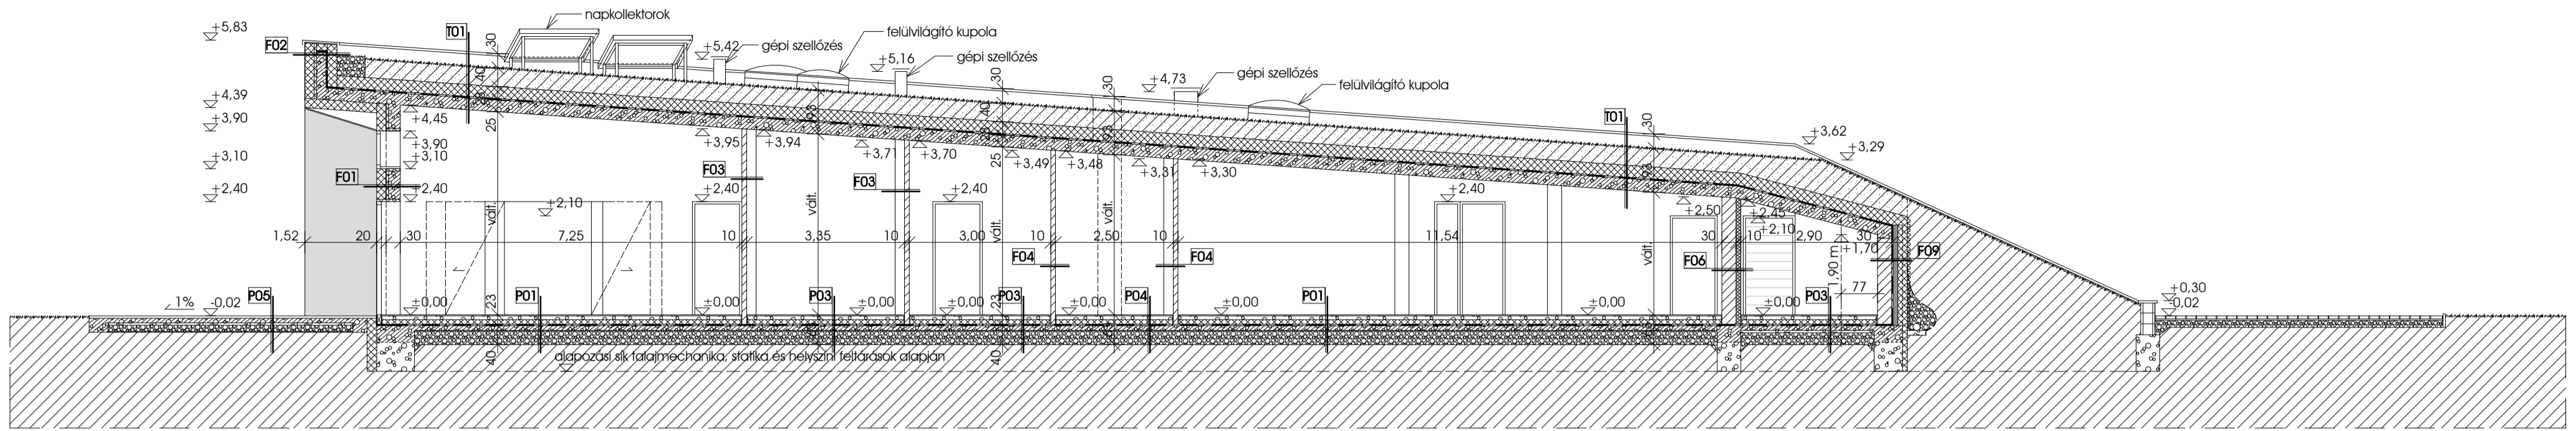 napkollektorok
+5,83
T01
30
felülvilágító kupola
F02
+5,42
gépi szellőzés
+5,16
gépi szellőzés
40
30
+4,73
gépi szellőzés
30
felülvilágító kupola
+4,39
+4,45
25
93
40
93
T01
30
+3,90
+3,90
+3,95
+3,94
+3,62
+3,10
+3,10
+3,71
+3,70
25
+3,49
+3,48
+3,31
+3,30
+3,29
F01
F03
F03
93
+2,40
+2,40
+2,10
+2,40
+2,40
+2,40
+2,50
+2,45
+2,10
vált.
vált.
vált.
vált.
vált.
1,52
20
30
7,25
10
3,35
10
3,00
10
2,50
10
11,54
30
10
2,90
30
+1,70
F04
F04
F06
1,90 m
F09
77
1%
-0,02
P05
±0,00
P01
23
±0,00
P03
±0,00
±0,00
P03
23
±0,00
P04
±0,00
P01
±0,00
±0,00
P03
+0,30
-0,02
40
alapozási sík talajmechanika, statika és helyszíni feltárások alapján
40